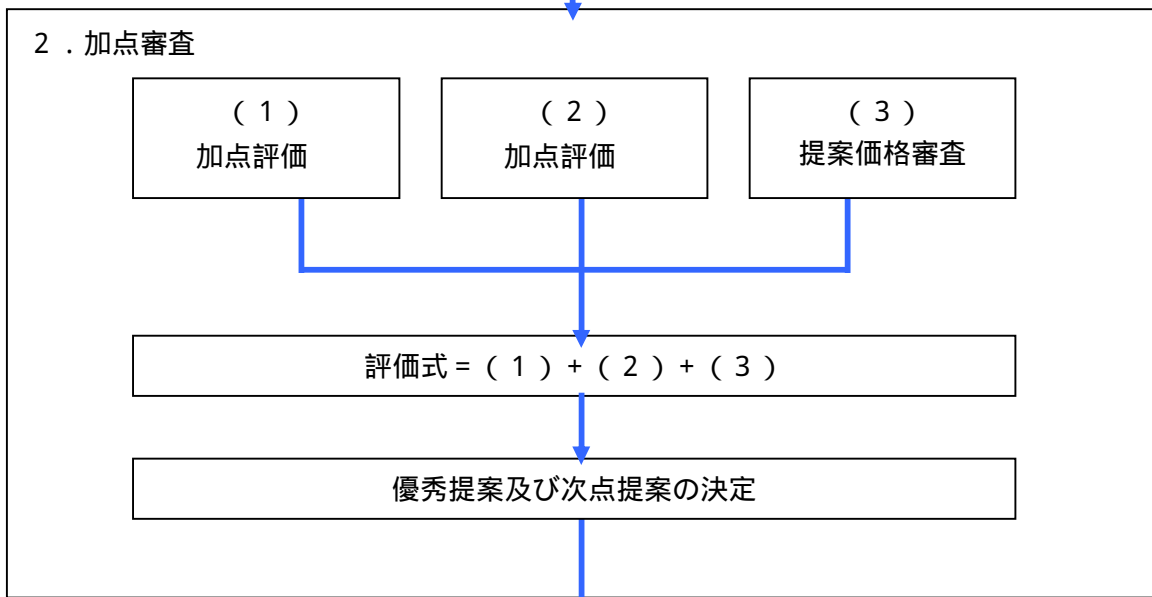 ２．加点審査
（１）
加点評価
（２）
加点評価
（３）
提案価格審査
評価式＝（１）＋（２）＋（３）
優秀提案及び次点提案の決定